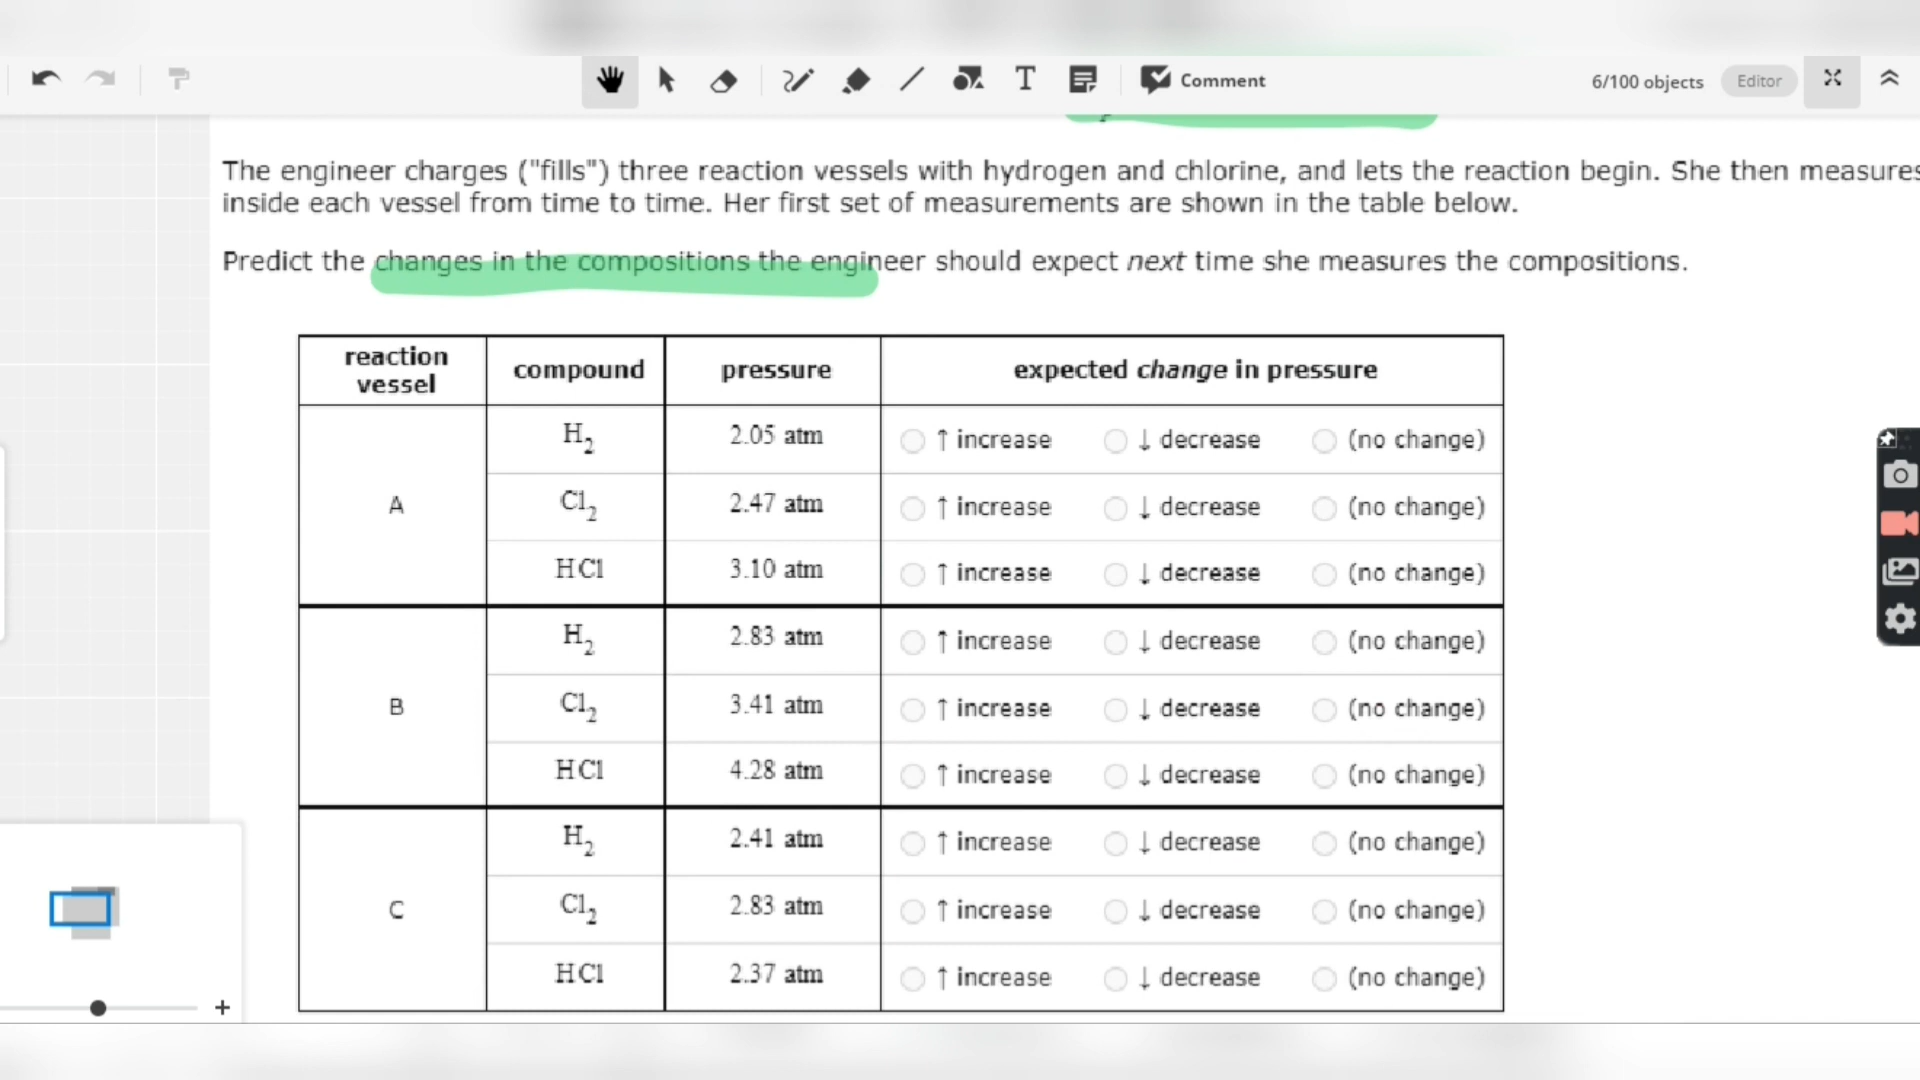 Comment
6/100 objects
Editor
The engineer charges ("fills") three reaction vessels with hydrogen and chlorine, and lets the reaction begin. She then measures
inside each vessel from time to time. Her first set of measurements are shown in the table below.
Predict the changes in the compositions the engineer should expect next time she measures the compositions.
reaction vessel compound pressure expected change in pressure
A
H2 2.05 atm ↑ increase ↓ decrease (no change)
Cl2 2.47 atm ↑ increase ↓ decrease (no change)
HCl 3.10 atm ↑ increase ↓ decrease (no change)
B
H2 2.83 atm ↑ increase ↓ decrease (no change)
Cl2 3.41 atm ↑ increase ↓ decrease (no change)
HCl 4.28 atm ↑ increase ↓ decrease (no change)
C
H2 2.41 atm ↑ increase ↓ decrease (no change)
Cl2 2.83 atm ↑ increase ↓ decrease (no change)
HCl 2.37 atm ↑ increase ↓ decrease (no change)